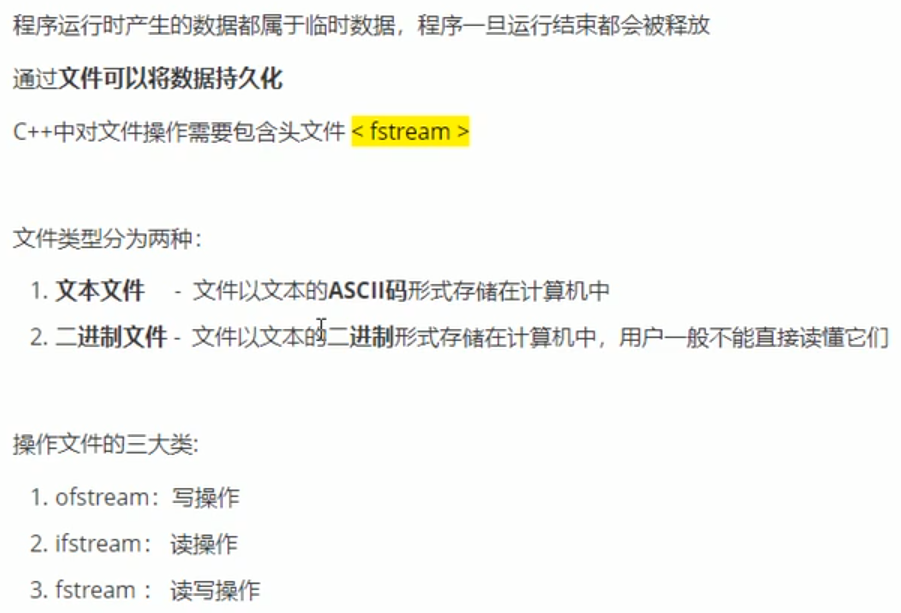 程序运行时产生的数据都属于临时数据，程序一旦运行结束都会被释放
通过文件可以将数据持久化
C++中对文件操作需要包含头文件 < fstream >
文件类型分为两种：
1. 文本文件 - 文件以文本的ASCII码形式存储在计算机中
2. 二进制文件 - 文件以文本的二进制形式存储在计算机中，用户一般不能直接读懂它们
操作文件的三大类:
1. ofstream：写操作
2. ifstream： 读操作
3. fstream ： 读写操作